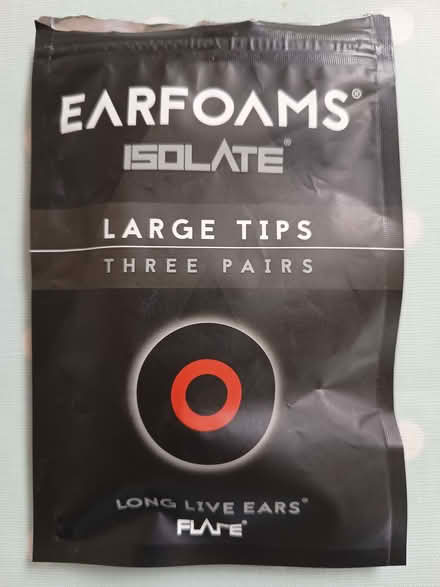 EARFOAMS®
ISOLATE®
LARGE TIPS
THREE PAIRS
LONG LIVE EARS®
FLARE®